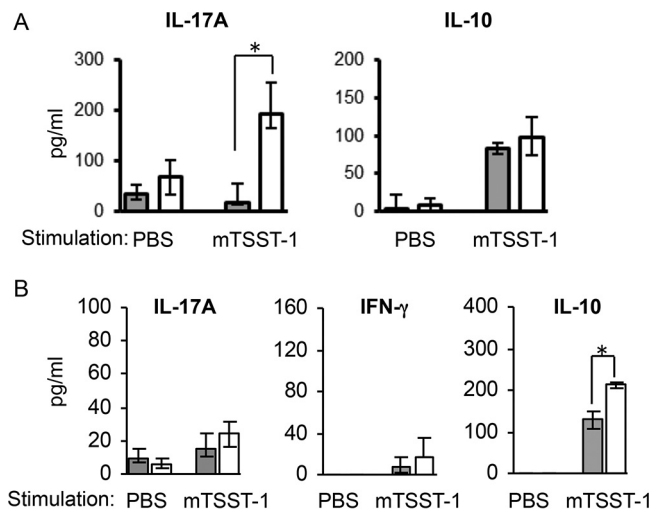 A
IL-17A IL-10
pg/ml
300 200
200 150
100 100
0 50
0
*
Stimulation: PBS mTSST-1 PBS mTSST-1
B
IL-17A IFN-γ IL-10
pg/ml
100 160 400
80 120 300
60 80 200
40 40 100
20 0 0
0
*
Stimulation: PBS mTSST-1 PBS mTSST-1 PBS mTSST-1